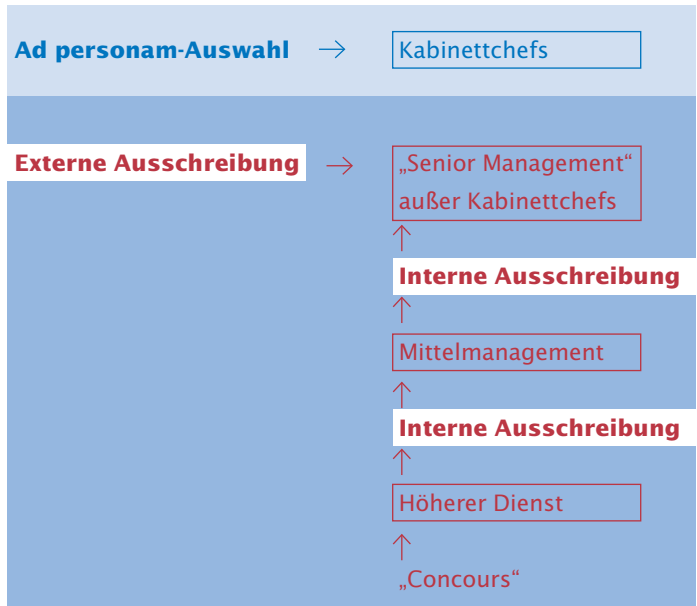 Ad personam-Auswahl → Kabinettchefs
Externe Ausschreibung → „Senior Management“
außer Kabinettchefs
Interne Ausschreibung
Mittelmanagement
Interne Ausschreibung
Höherer Dienst
„Concours“